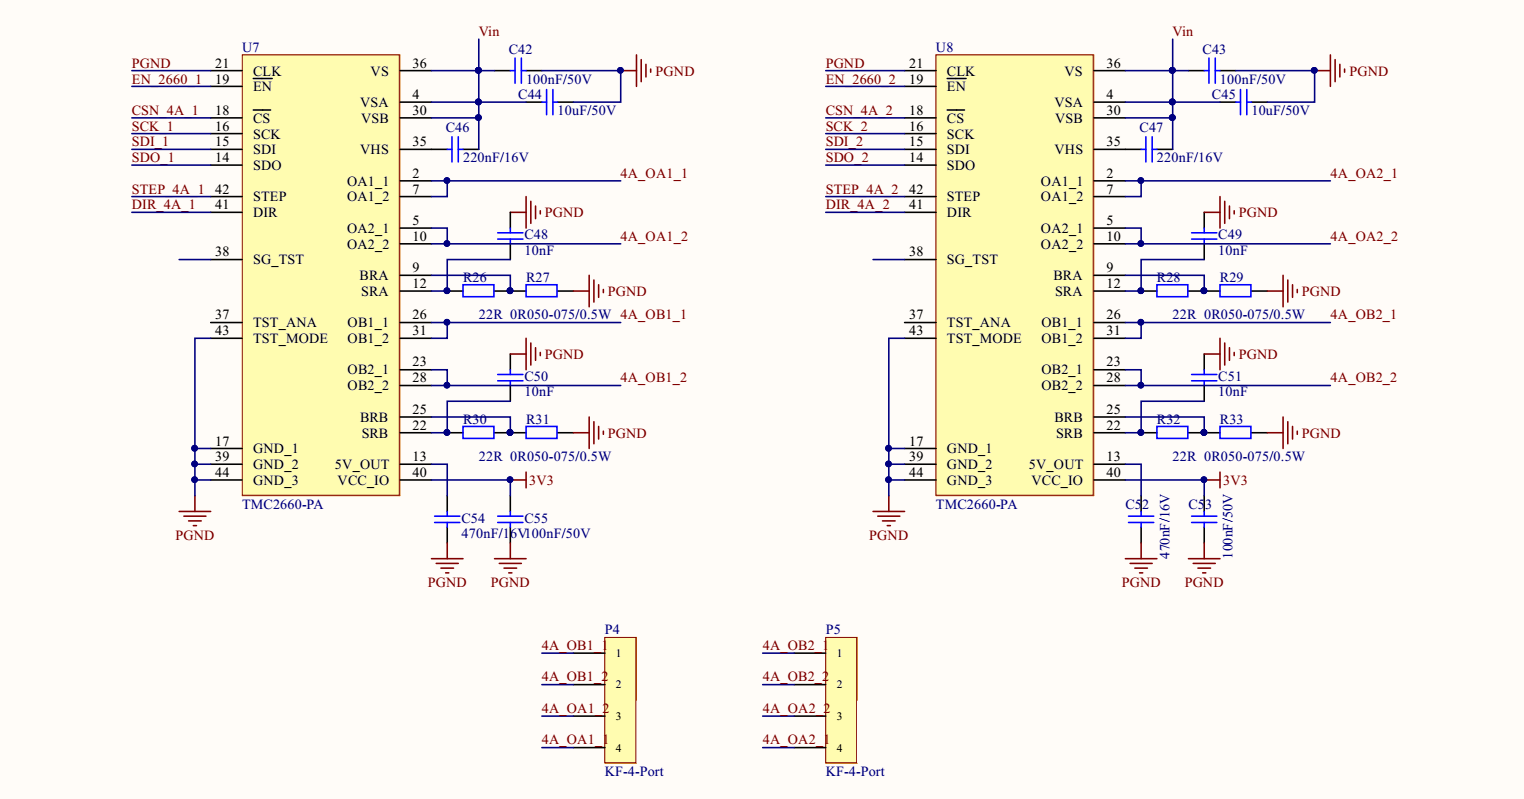 Vin
U7
C42
PGND 21 CLK VS 36 PGND
EN_2660_1 19 EN 100nF/50V
VSA 4 C44
CSN_4A_1 18 CS VSB 30 10uF/50V
SCK_1 16 SCK C46
SDI_1 15 SDI VHS 35
SDO_1 14 SDO 220nF/16V
OA1_1 2 4A_OA1_1
STEP_4A_1 42 STEP OA1_2 7
DIR_4A_1 41 DIR PGND
OA2_1 5
OA2_2 10 C48 4A_OA1_2
10nF
38 SG_TST
BRA 9 R26 R27
SRA 12 PGND
22R 0R050-075/0.5W
37 TST_ANA OB1_1 26 4A_OB1_1
43 TST_MODE OB1_2 31
PGND
OB2_1 23
OB2_2 28 C50 4A_OB1_2
10nF
BRB 25 R30 R31
SRB 22 PGND
17 GND_1 22R 0R050-075/0.5W
39 GND_2 5V_OUT 13
44 GND_3 VCC_IO 40 3V3
TMC2660-PA
C54 C55
470nF/16V 100nF/50V
PGND
PGND PGND
Vin
U8
C43
PGND 21 CLK VS 36 PGND
EN_2660_2 19 EN 100nF/50V
VSA 4 C45
CSN_4A_2 18 CS VSB 30 10uF/50V
SCK_2 16 SCK C47
SDI_2 15 SDI VHS 35
SDO_2 14 SDO 220nF/16V
OA1_1 2 4A_OA2_1
STEP_4A_2 42 STEP OA1_2 7
DIR_4A_2 41 DIR PGND
OA2_1 5
OA2_2 10 C49 4A_OA2_2
10nF
38 SG_TST
BRA 9 R28 R29
SRA 12 PGND
22R 0R050-075/0.5W
37 TST_ANA OB1_1 26 4A_OB2_1
43 TST_MODE OB1_2 31
PGND
OB2_1 23
OB2_2 28 C51 4A_OB2_2
10nF
BRB 25 R32 R33
SRB 22 PGND
17 GND_1 22R 0R050-075/0.5W
39 GND_2 5V_OUT 13
44 GND_3 VCC_IO 40 3V3
TMC2660-PA
C52 C53
470nF/16V 100nF/50V
PGND
PGND PGND
P4
4A_OB1_1 1
4A_OB1_2 2
4A_OA1_2 3
4A_OA1_1 4
KF-4-Port
P5
4A_OB2_1 1
4A_OB2_2 2
4A_OA2_2 3
4A_OA2_1 4
KF-4-Port